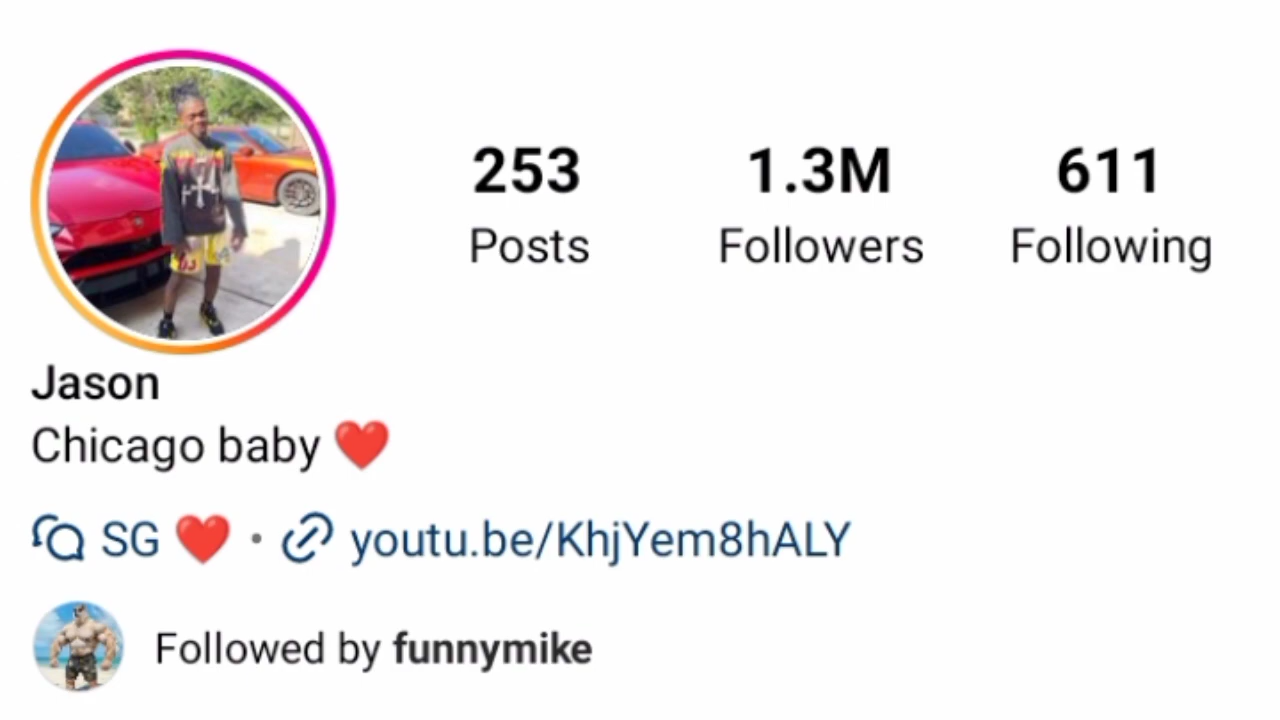 253 1.3M 611
Posts Followers Following
Jason
Chicago baby ❤️
SG ❤️ · youtu.be/KhjYem8hALY
Followed by funnymike